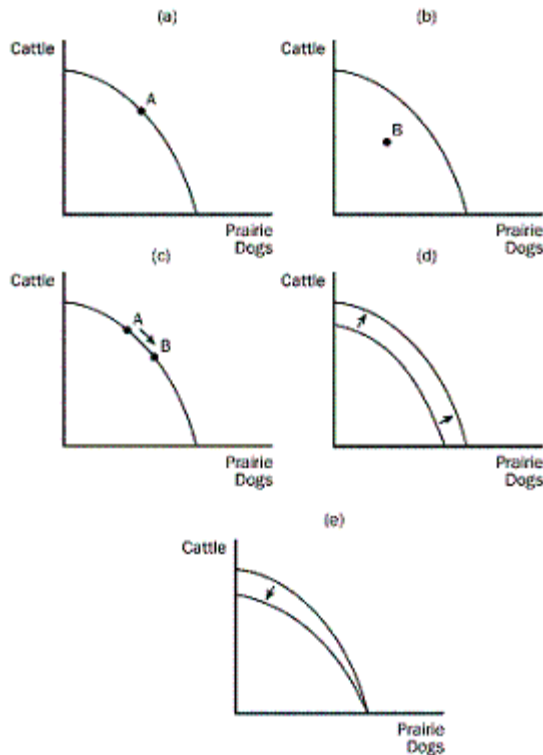 (a)
Cattle
A
Prairie
Dogs
(b)
Cattle
B
Prairie
Dogs
(c)
Cattle
A
B
Prairie
Dogs
(d)
Cattle
Prairie
Dogs
(e)
Cattle
Prairie
Dogs